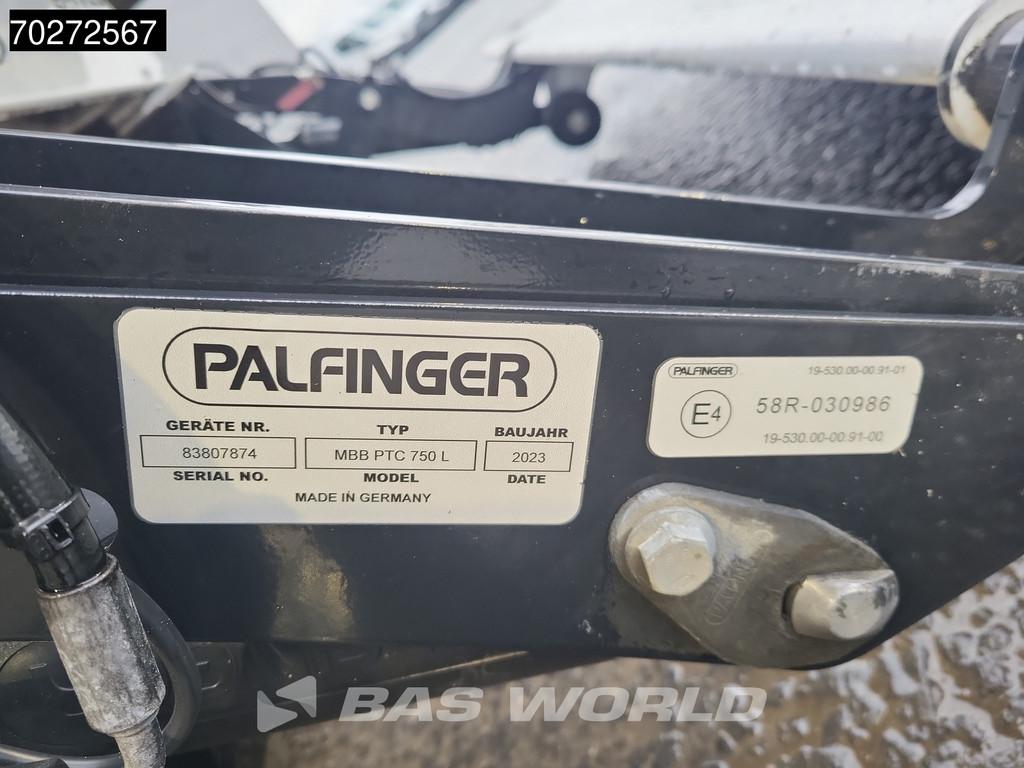 70272567
PALFINGER
GERÄTE NR. TYP BAUJAHR
83807874 MBB PTC 750 L 2023
SERIAL NO. MODEL DATE
MADE IN GERMANY
PALFINGER 19-530.00-00.91-01
E4 58R-030986
19-530.00-00.91-00
BAS WORLD